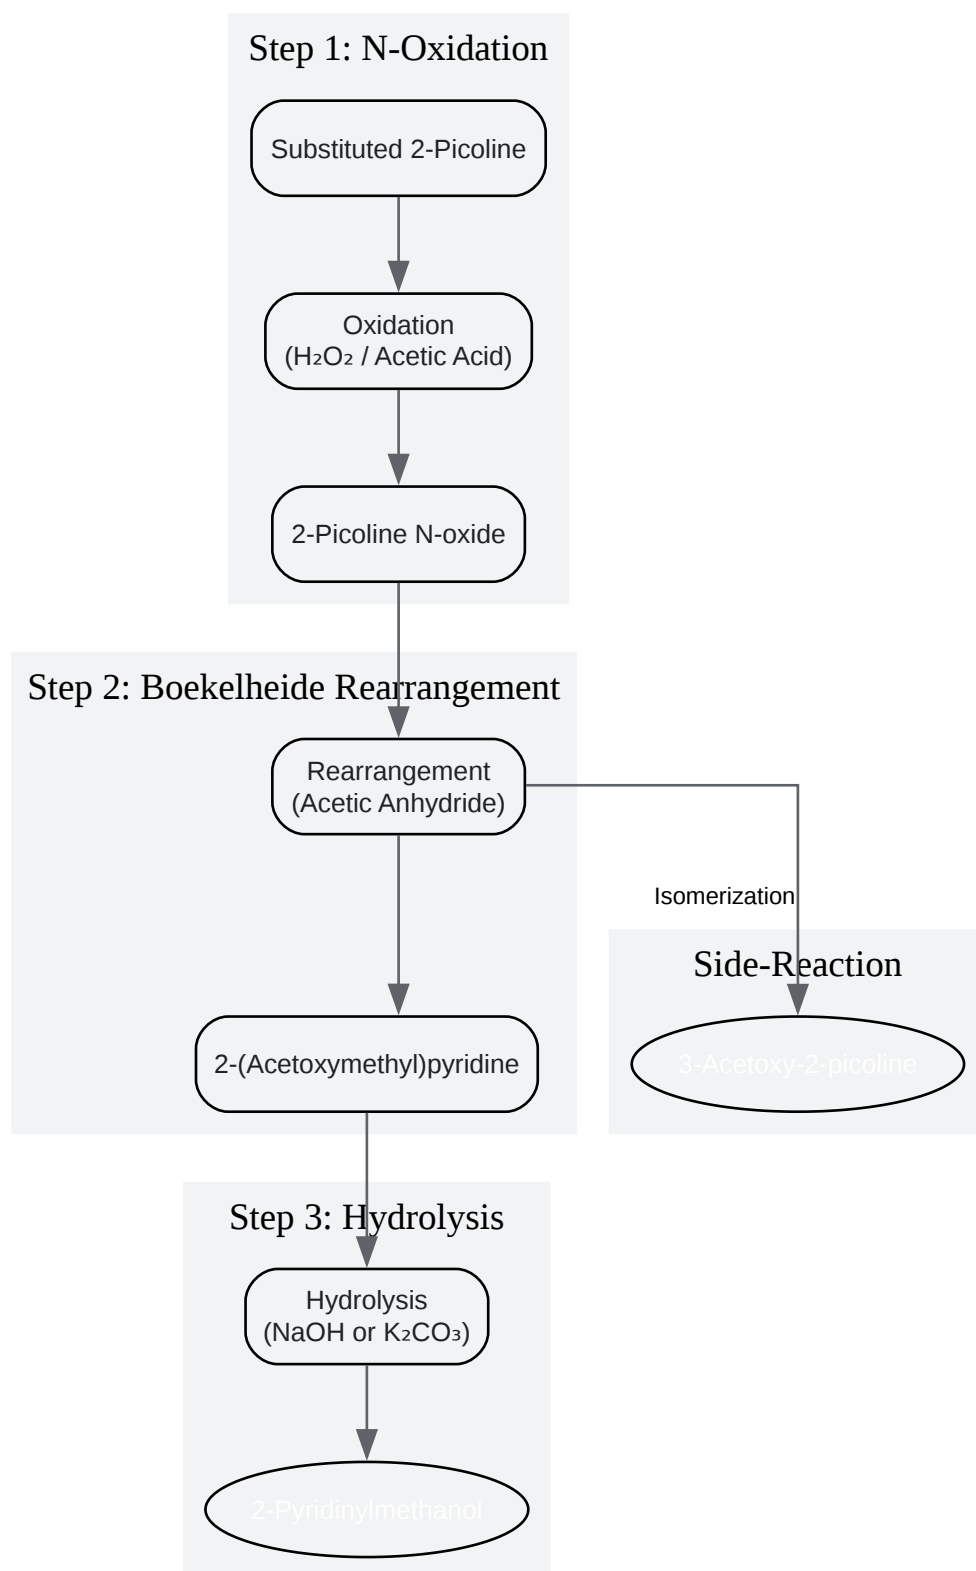 Step 1: N-Oxidation
Substituted 2-Picoline
Oxidation
(H₂O₂ / Acetic Acid)
2-Picoline N-oxide
Step 2: Boekelheide Rearrangement
Rearrangement
(Acetic Anhydride)
Isomerization
Side-Reaction
2-(Acetoxymethyl)pyridine
3-Acetoxy-2-picoline
Step 3: Hydrolysis
Hydrolysis
(NaOH or K₂CO₃)
2-Pyridinylmethanol